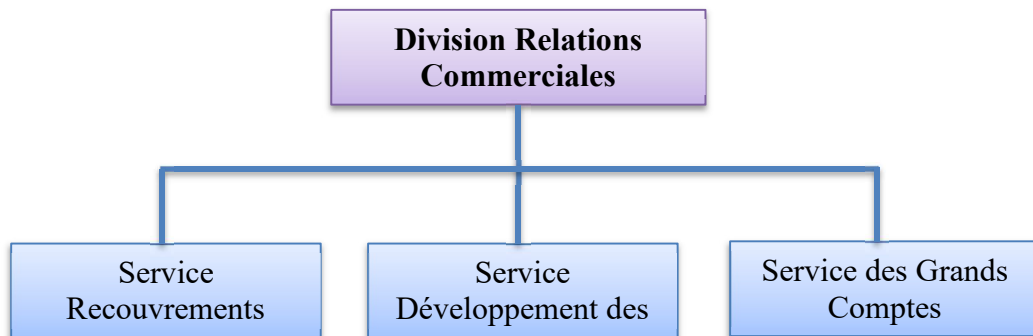 Division Relations
Commerciales
Service
Recouvrements
Service
Développement des
Service des Grands
Comptes